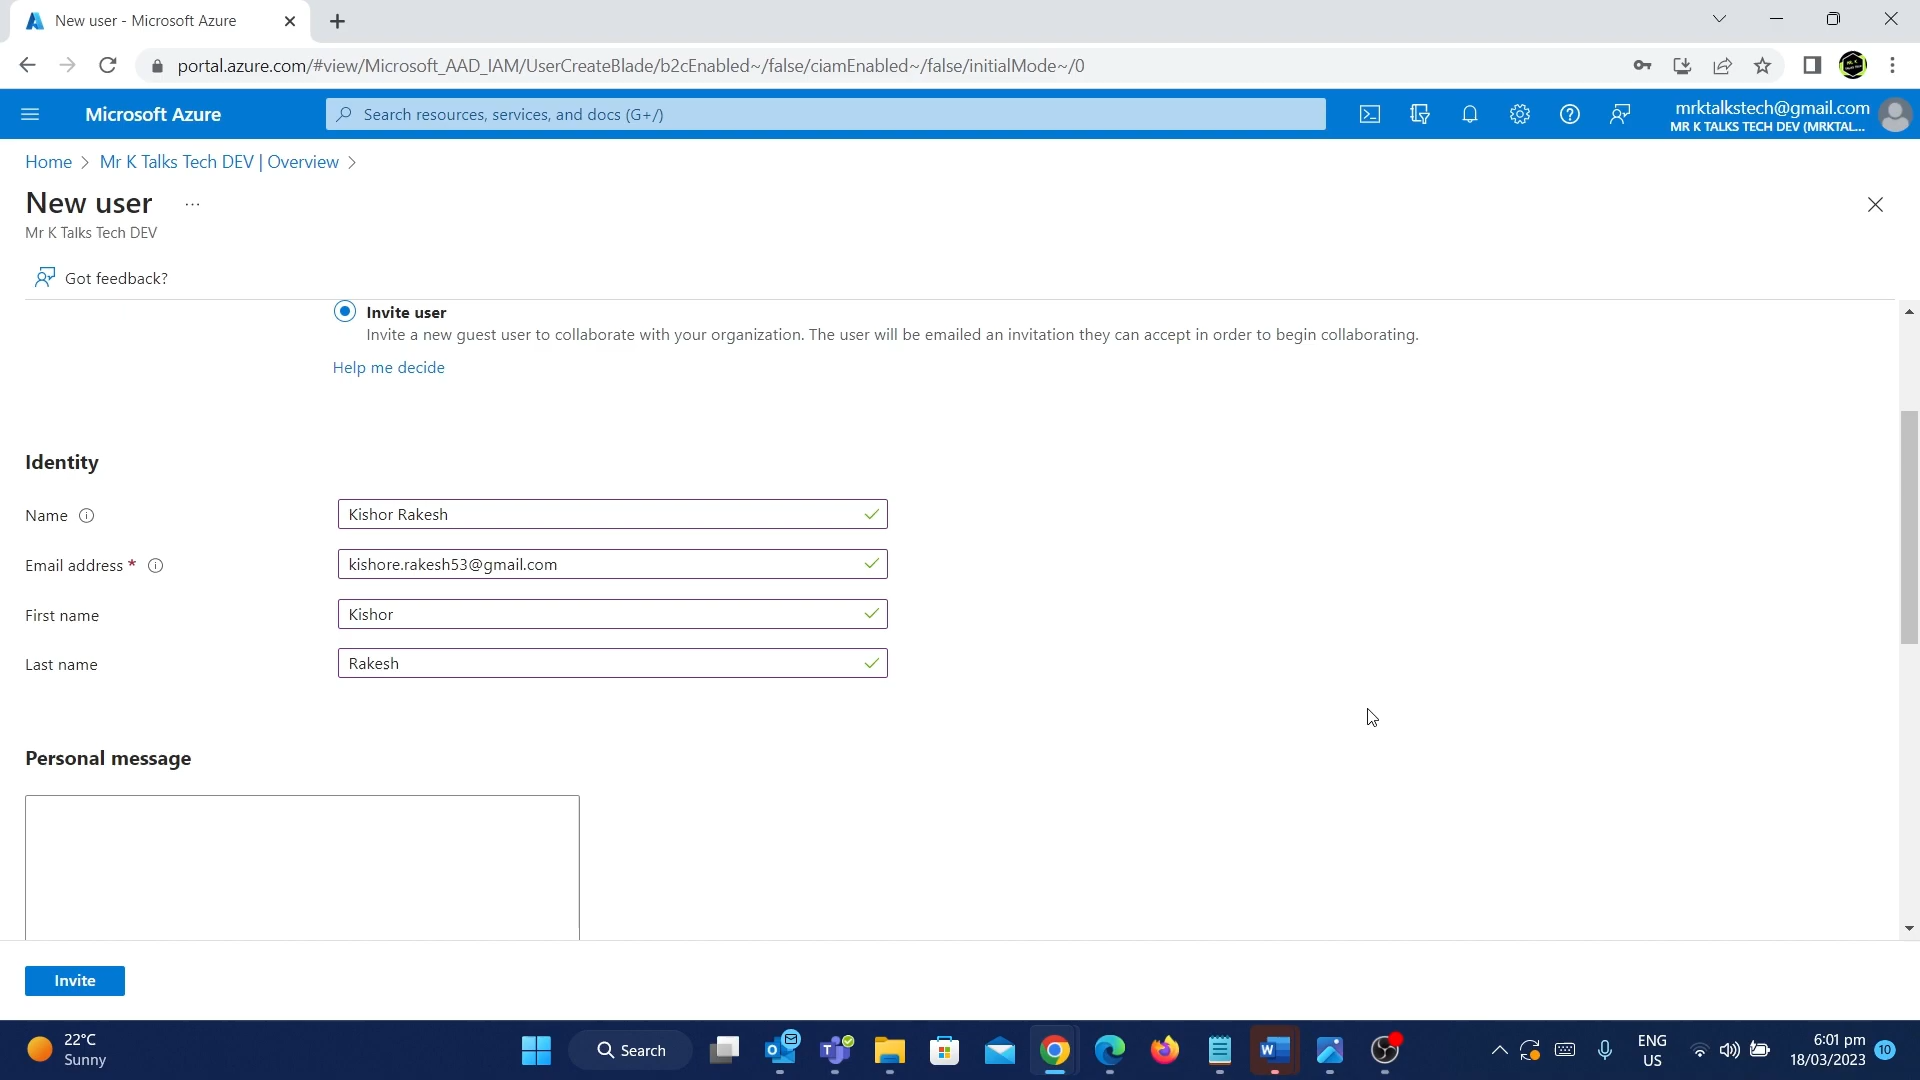 New user - Microsoft Azure
portal.azure.com/#view/Microsoft_AAD_IAM/UserCreateBlade/b2cEnabled~/false/ciamEnabled~/false/initialMode~/0
Microsoft Azure
Search resources, services, and docs (G+/)
mrktalkstech@gmail.com
MR K TALKS TECH DEV (MRKTAL...
Home > Mr K Talks Tech DEV | Overview >
New user ...
Mr K Talks Tech DEV
Got feedback?
Invite user
Invite a new guest user to collaborate with your organization. The user will be emailed an invitation they can accept in order to begin collaborating.
Help me decide
Identity
Name
Kishor Rakesh
Email address *
kishore.rakesh53@gmail.com
First name
Kishor
Last name
Rakesh
Personal message
Invite
22°C
Sunny
Search
ENG
US
6:01 pm
18/03/2023
10